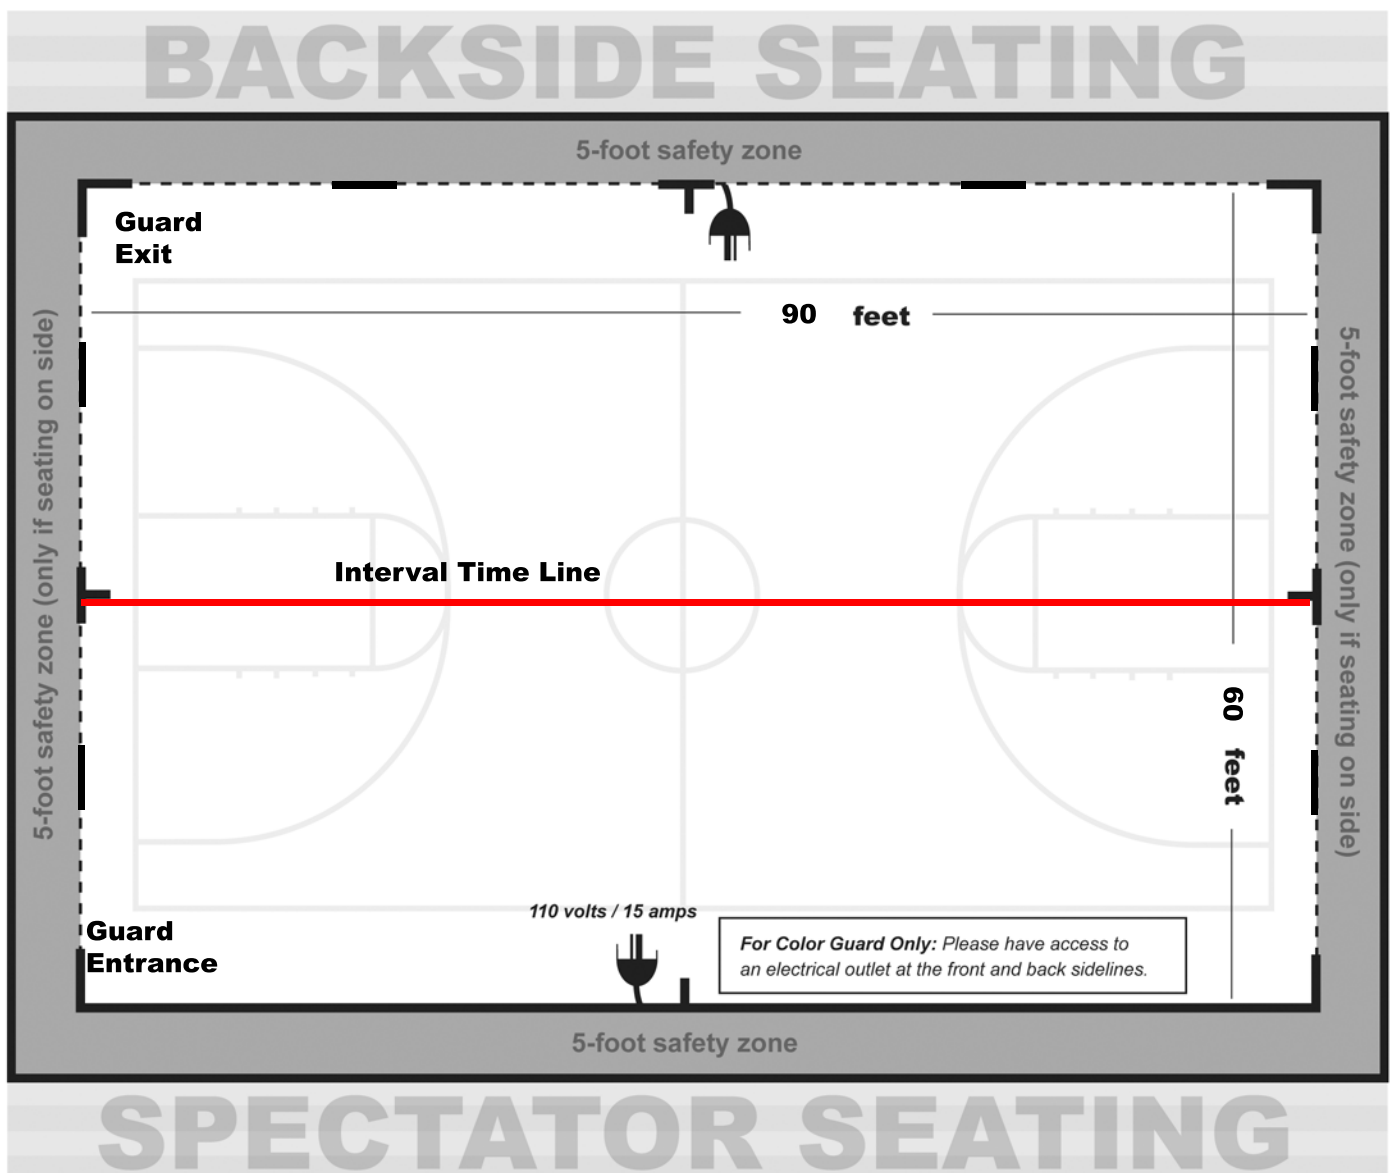 BACKSIDE SEATING
5-foot safety zone
Guard
Exit
90 feet
5-foot safety zone (only if seating on side)
5-foot safety zone (only if seating on side)
Interval Time Line
60 feet
110 volts / 15 amps
Guard
Entrance
For Color Guard Only: Please have access to
an electrical outlet at the front and back sidelines.
5-foot safety zone
SPECTATOR SEATING